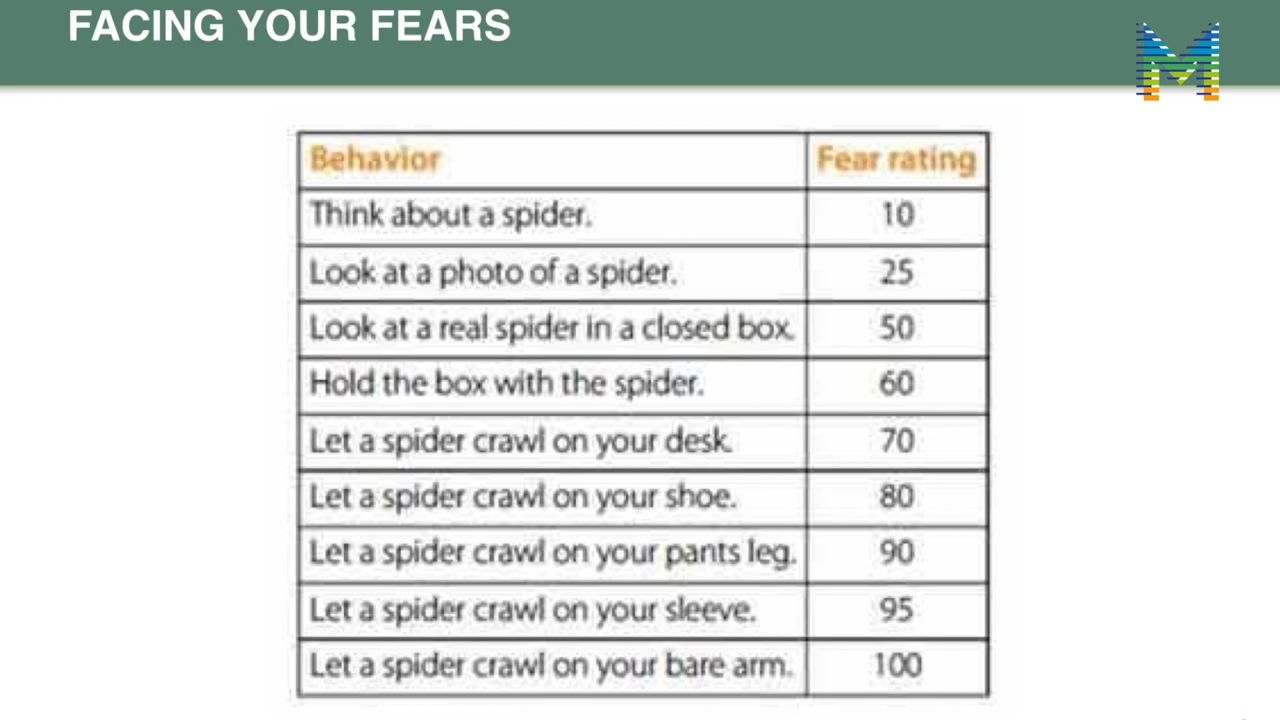 FACING YOUR FEARS
Behavior Fear rating
Think about a spider. 10
Look at a photo of a spider. 25
Look at a real spider in a closed box. 50
Hold the box with the spider. 60
Let a spider crawl on your desk. 70
Let a spider crawl on your shoe. 80
Let a spider crawl on your pants leg. 90
Let a spider crawl on your sleeve. 95
Let a spider crawl on your bare arm. 100